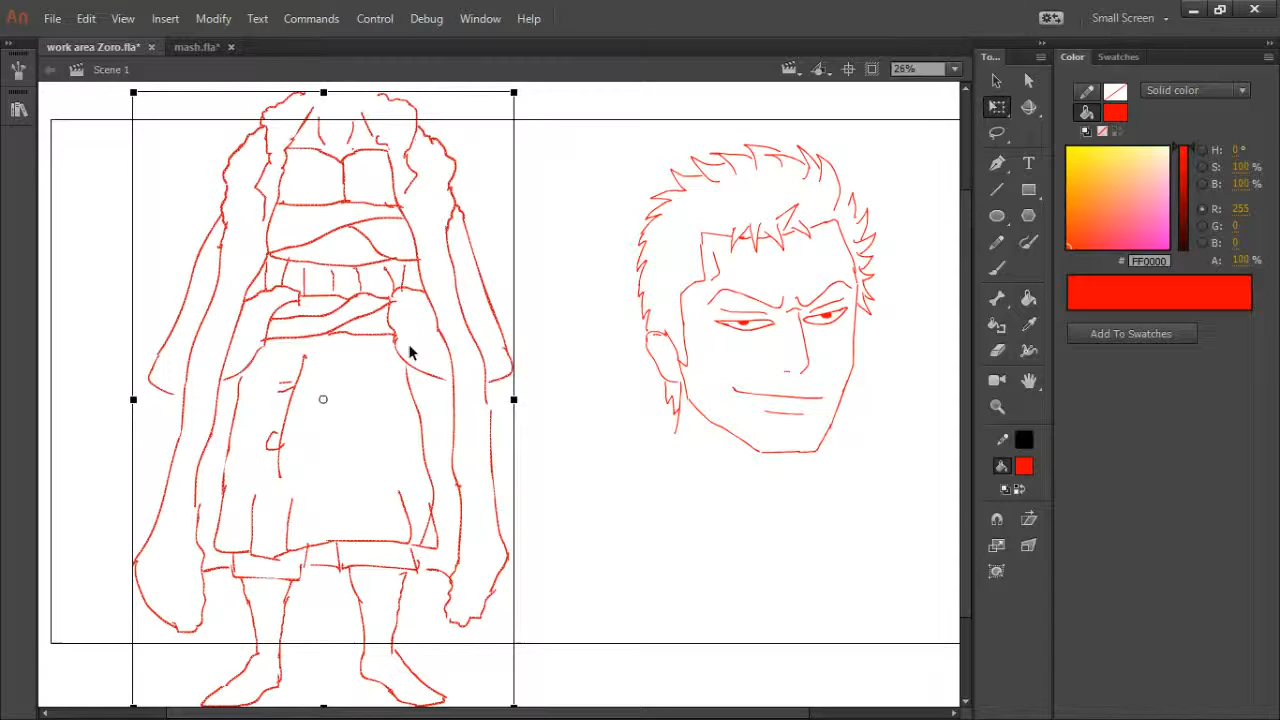 An File Edit View Insert Modify Text Commands Control Debug Window Help Small Screen
work area Zoro.fla* × mash.fla* ×
Scene 1 26%
To... Color Swatches
Solid color
H: 0 °
S: 100 %
B: 100 %
R: 255
G: 0
B: 0
# FF0000 A: 100 %
Add To Swatches